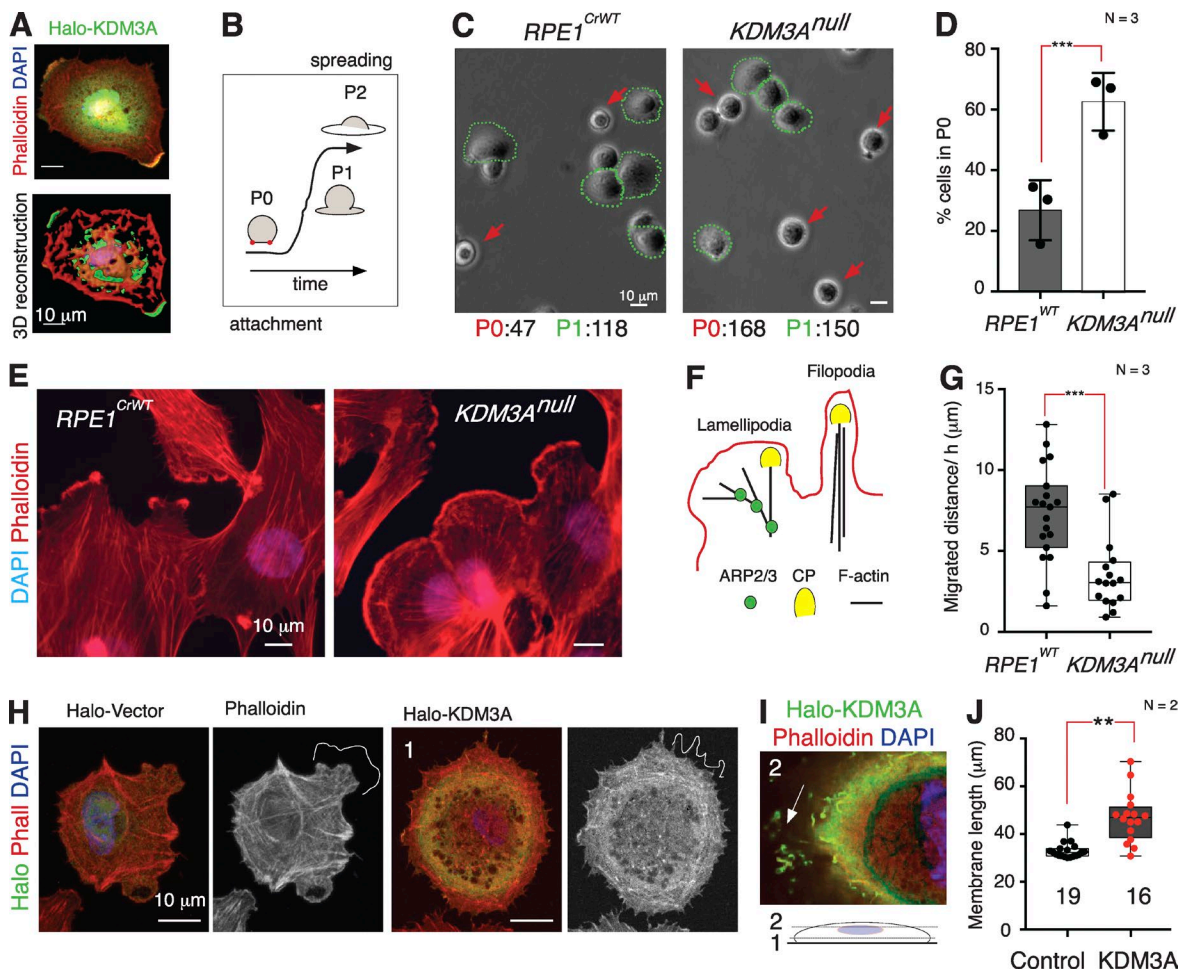 A
Halo-KDM3A
Phalloidin DAPI
3D reconstruction
10 µm
B
spreading
P2
P1
P0
time
attachment
C
RPE1CrWT
KDM3Anull
10 µm
P0:47 P1:118
P0:168 P1:150
D
N = 3
***
% cells in P0
80
60
40
20
0
RPE1WT KDM3Anull
E
DAPI Phalloidin
RPE1CrWT
KDM3Anull
10 µm
F
Filopodia
Lamellipodia
ARP2/3 CP F-actin
G
N = 3
***
Migrated distance/ h (µm)
15
10
5
0
RPE1WT KDM3Anull
H
Halo Phall DAPI
Halo-Vector
Phalloidin
Halo-KDM3A
1
10 µm
I
Halo-KDM3A
Phalloidin DAPI
2
2
1
J
N = 2
**
Membrane length (µm)
80
60
40
20
0
19 16
Control KDM3A